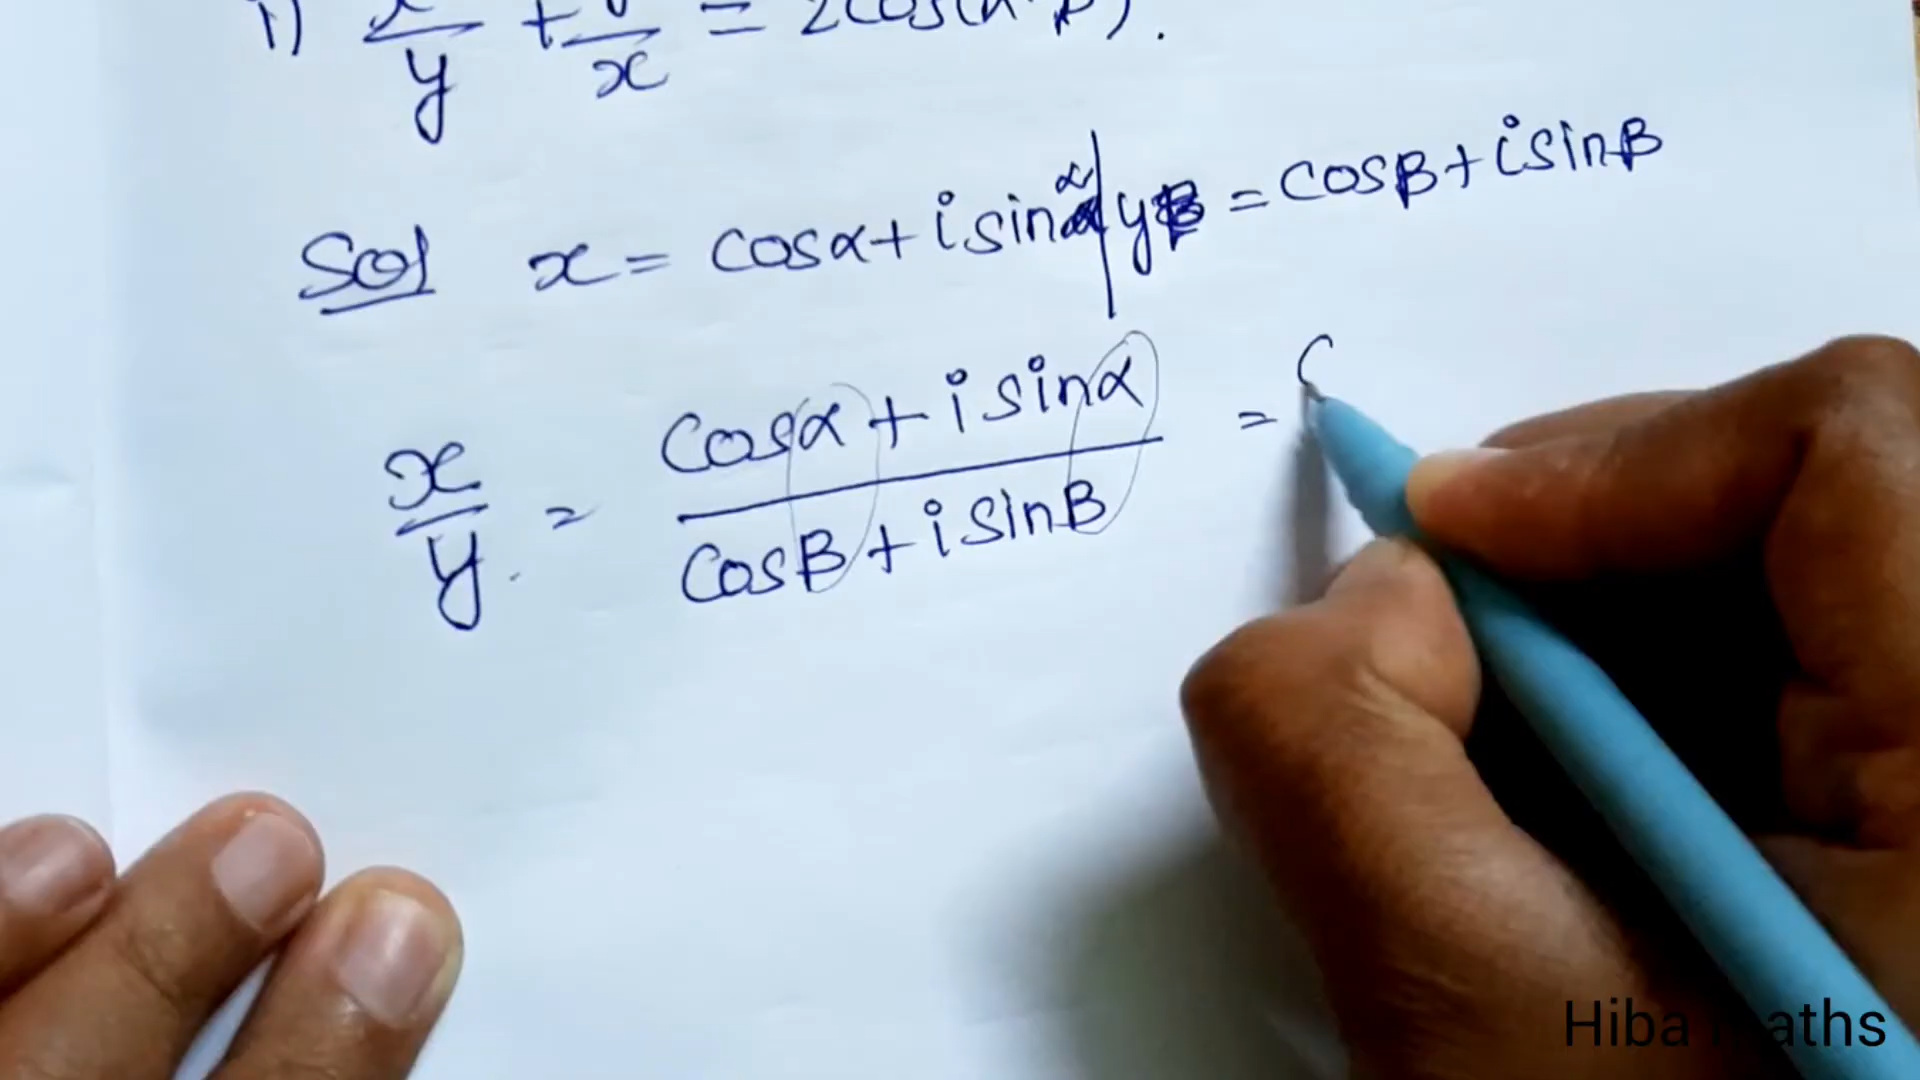 i) x/y + y/x = 2cos(α-β).
Sol x = cosα + i sinα | y = cosβ + i sinβ
x/y = cosα + i sinα / cosβ + i sinβ = c
Hiba Maths